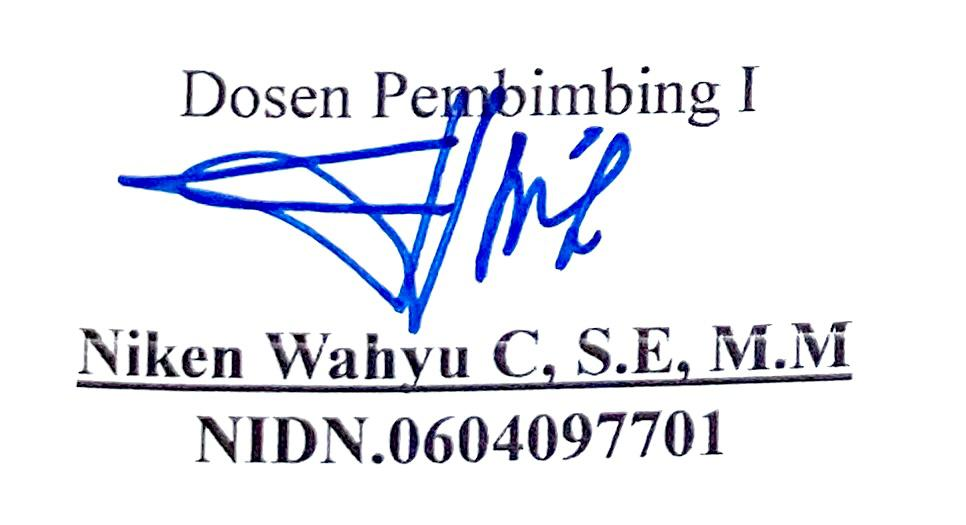 Dosen Pembimbing I
Niken Wahyu C, S.E, M.M
NIDN.0604097701